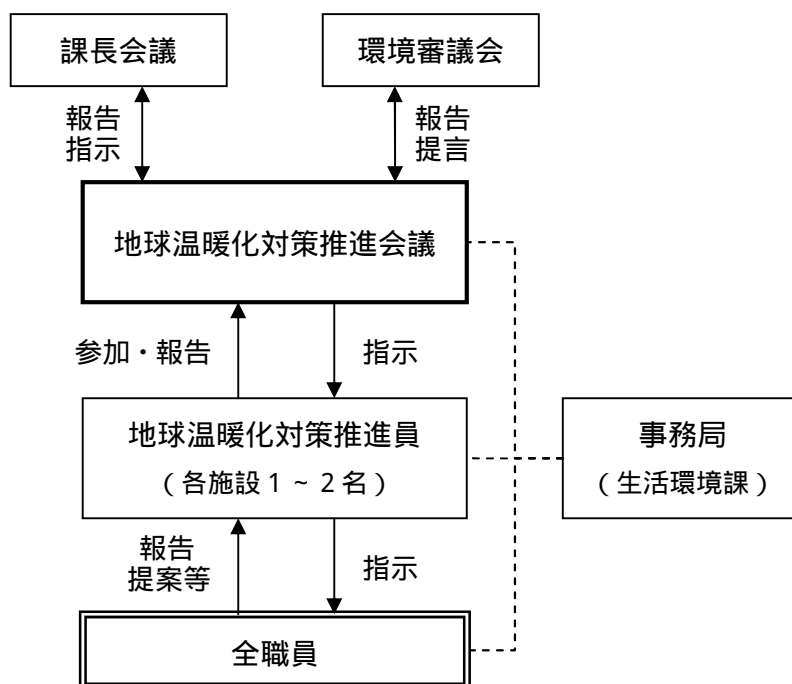 課長会議
環境審議会
報告
指示
報告
提言
地球温暖化対策推進会議
参加・報告
指示
地球温暖化対策推進員
（各施設１～２名）
事務局
（生活環境課）
報告
提案等
指示
全職員